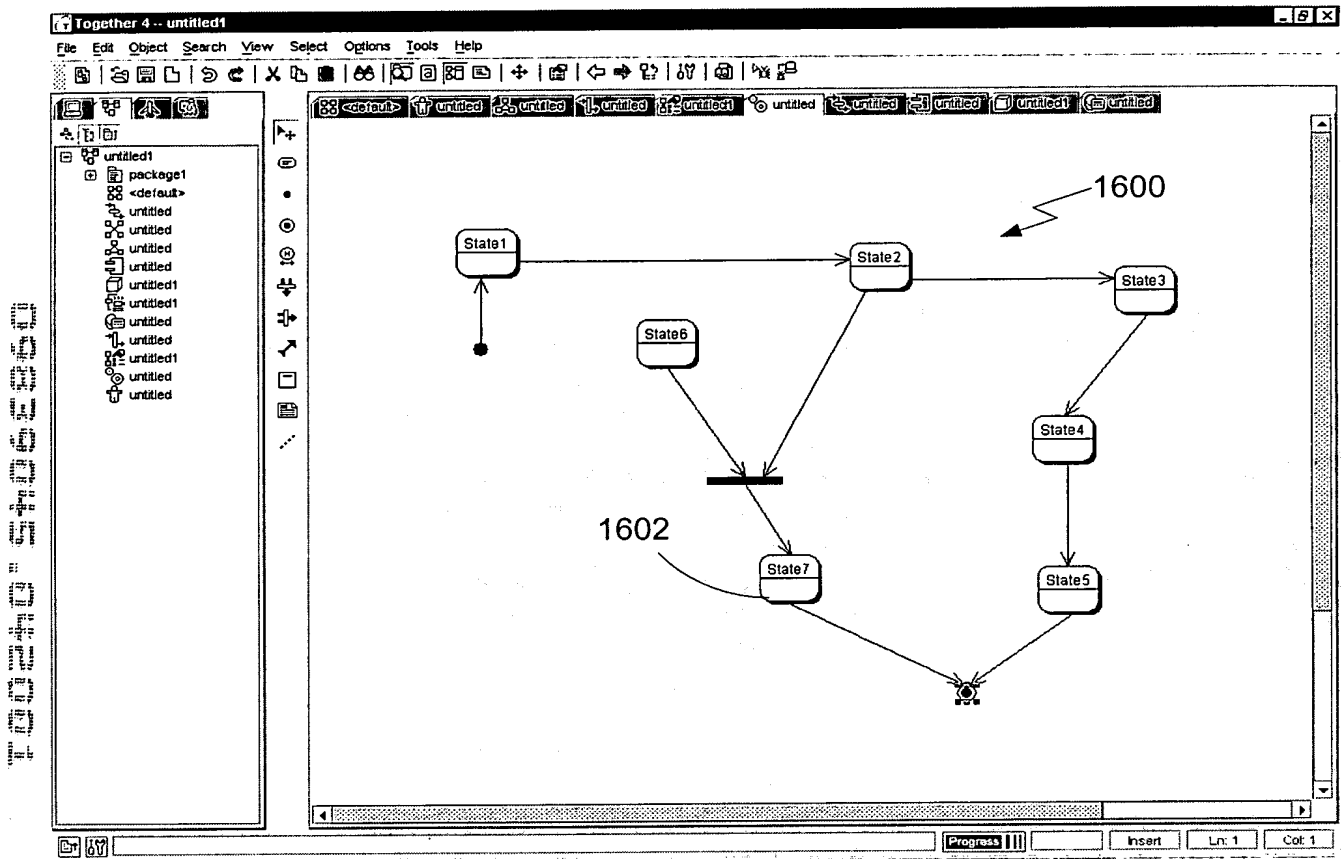 Together 4 -- untitled1
File Edit Object Search View Select Options Tools Help
<default> untitled untitled untitled untitled1 untitled untitled untitled untitled1 untitled
untitled1
package1
<default>
untitled
untitled
untitled
untitled
untitled1
untitled1
untitled
untitled
untitled1
untitled
untitled
1600
State1
State2
State3
State6
State4
1602
State7
State5
Progress
Insert
Ln: 1
Col: 1